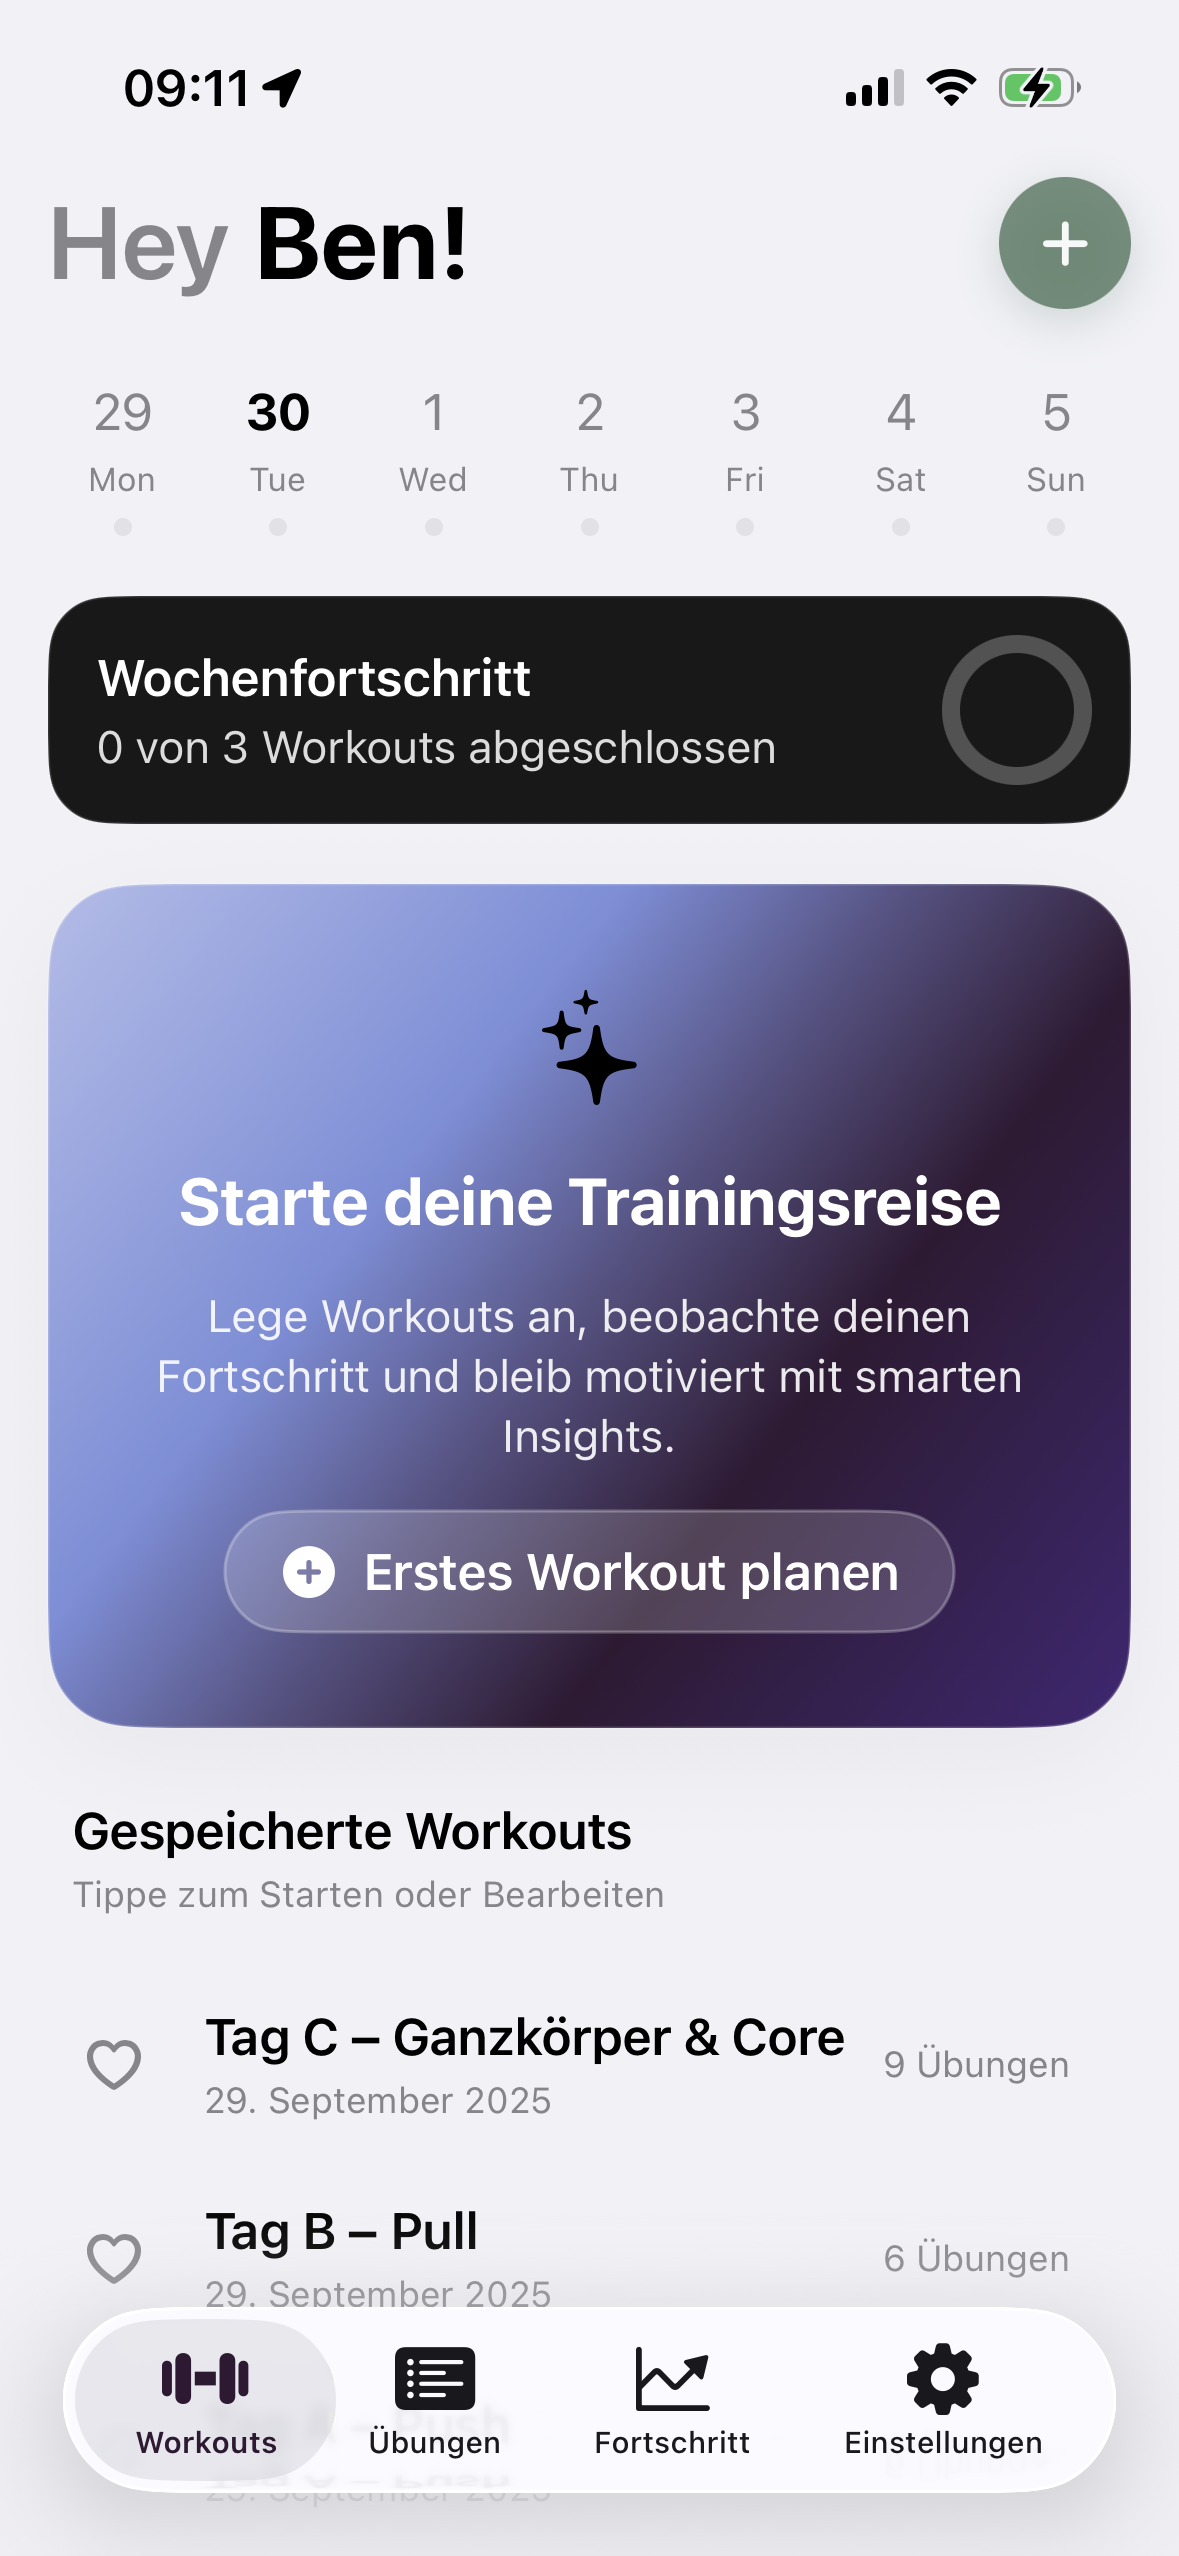 09:11
Hey Ben!
29 30 1 2 3 4 5
Mon Tue Wed Thu Fri Sat Sun
Wochenfortschritt
0 von 3 Workouts abgeschlossen
Starte deine Trainingsreise
Lege Workouts an, beobachte deinen
Fortschritt und bleib motiviert mit smarten
Insights.
Erstes Workout planen
Gespeicherte Workouts
Tippe zum Starten oder Bearbeiten
Tag C – Ganzkörper & Core
9 Übungen
29. September 2025
Tag B – Pull
6 Übungen
29. September 2025
Workouts Übungen Fortschritt Einstellungen
29. September 2025